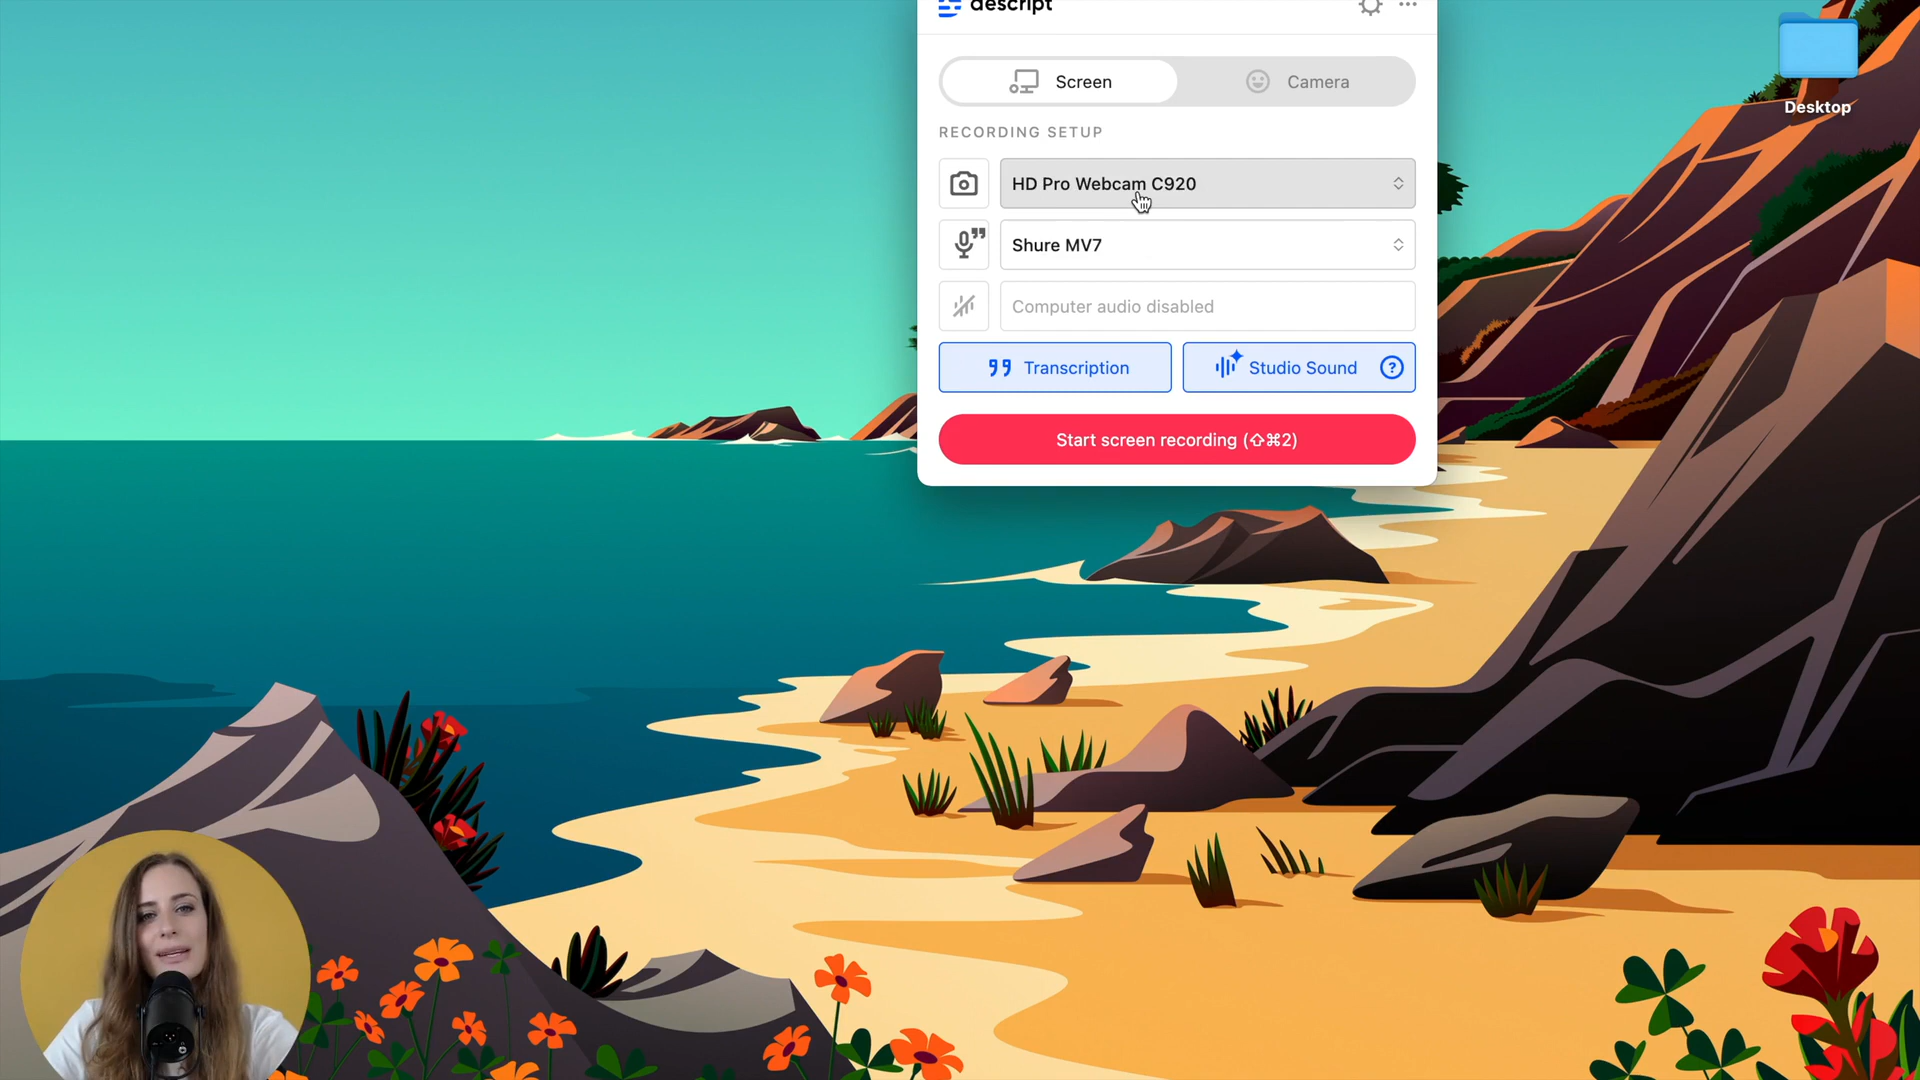 descript
Screen
Camera
RECORDING SETUP
HD Pro Webcam C920
Shure MV7
Computer audio disabled
Transcription
Studio Sound
Start screen recording (⇧⌘2)
Desktop